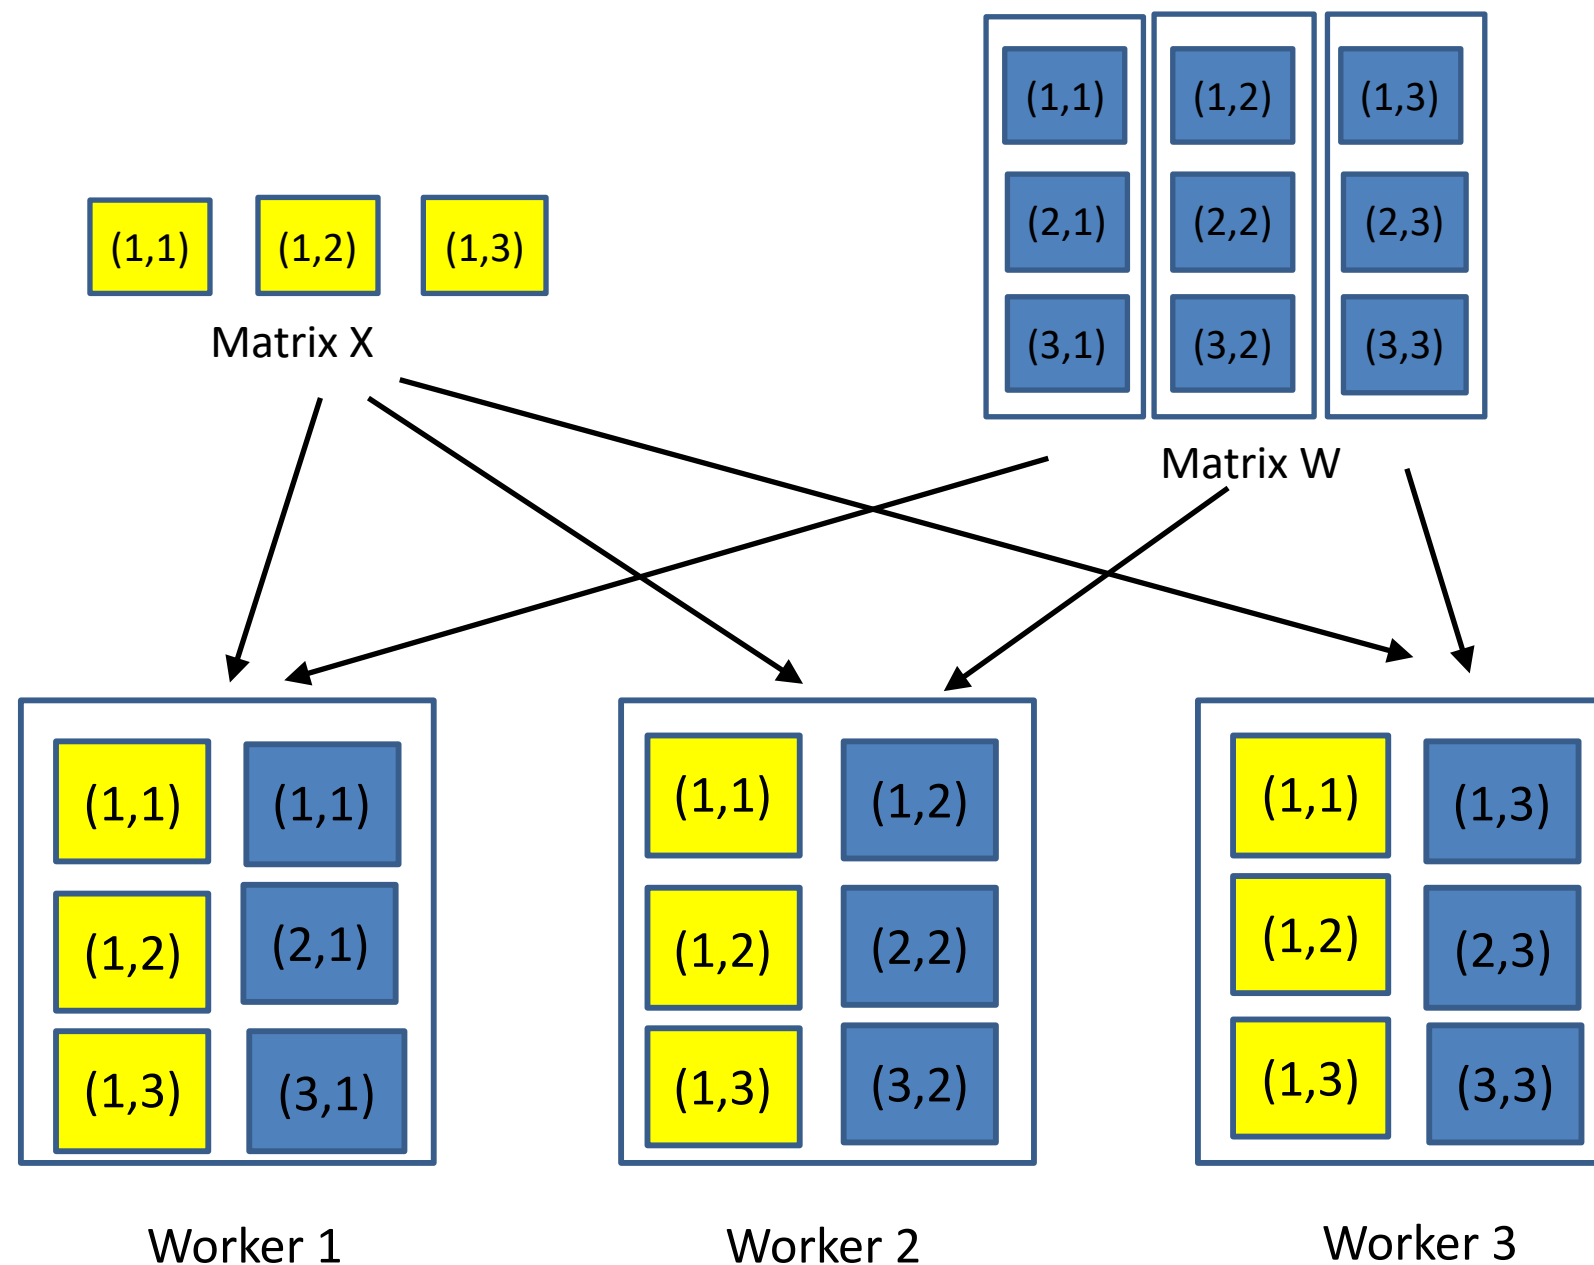 (1,1) (1,2) (1,3)
(2,1) (2,2) (2,3)
(3,1) (3,2) (3,3)
Matrix W
(1,1) (1,2) (1,3)
Matrix X
(1,1) (1,1)
(1,2) (2,1)
(1,3) (3,1)
Worker 1
(1,1) (1,2)
(1,2) (2,2)
(1,3) (3,2)
Worker 2
(1,1) (1,3)
(1,2) (2,3)
(1,3) (3,3)
Worker 3